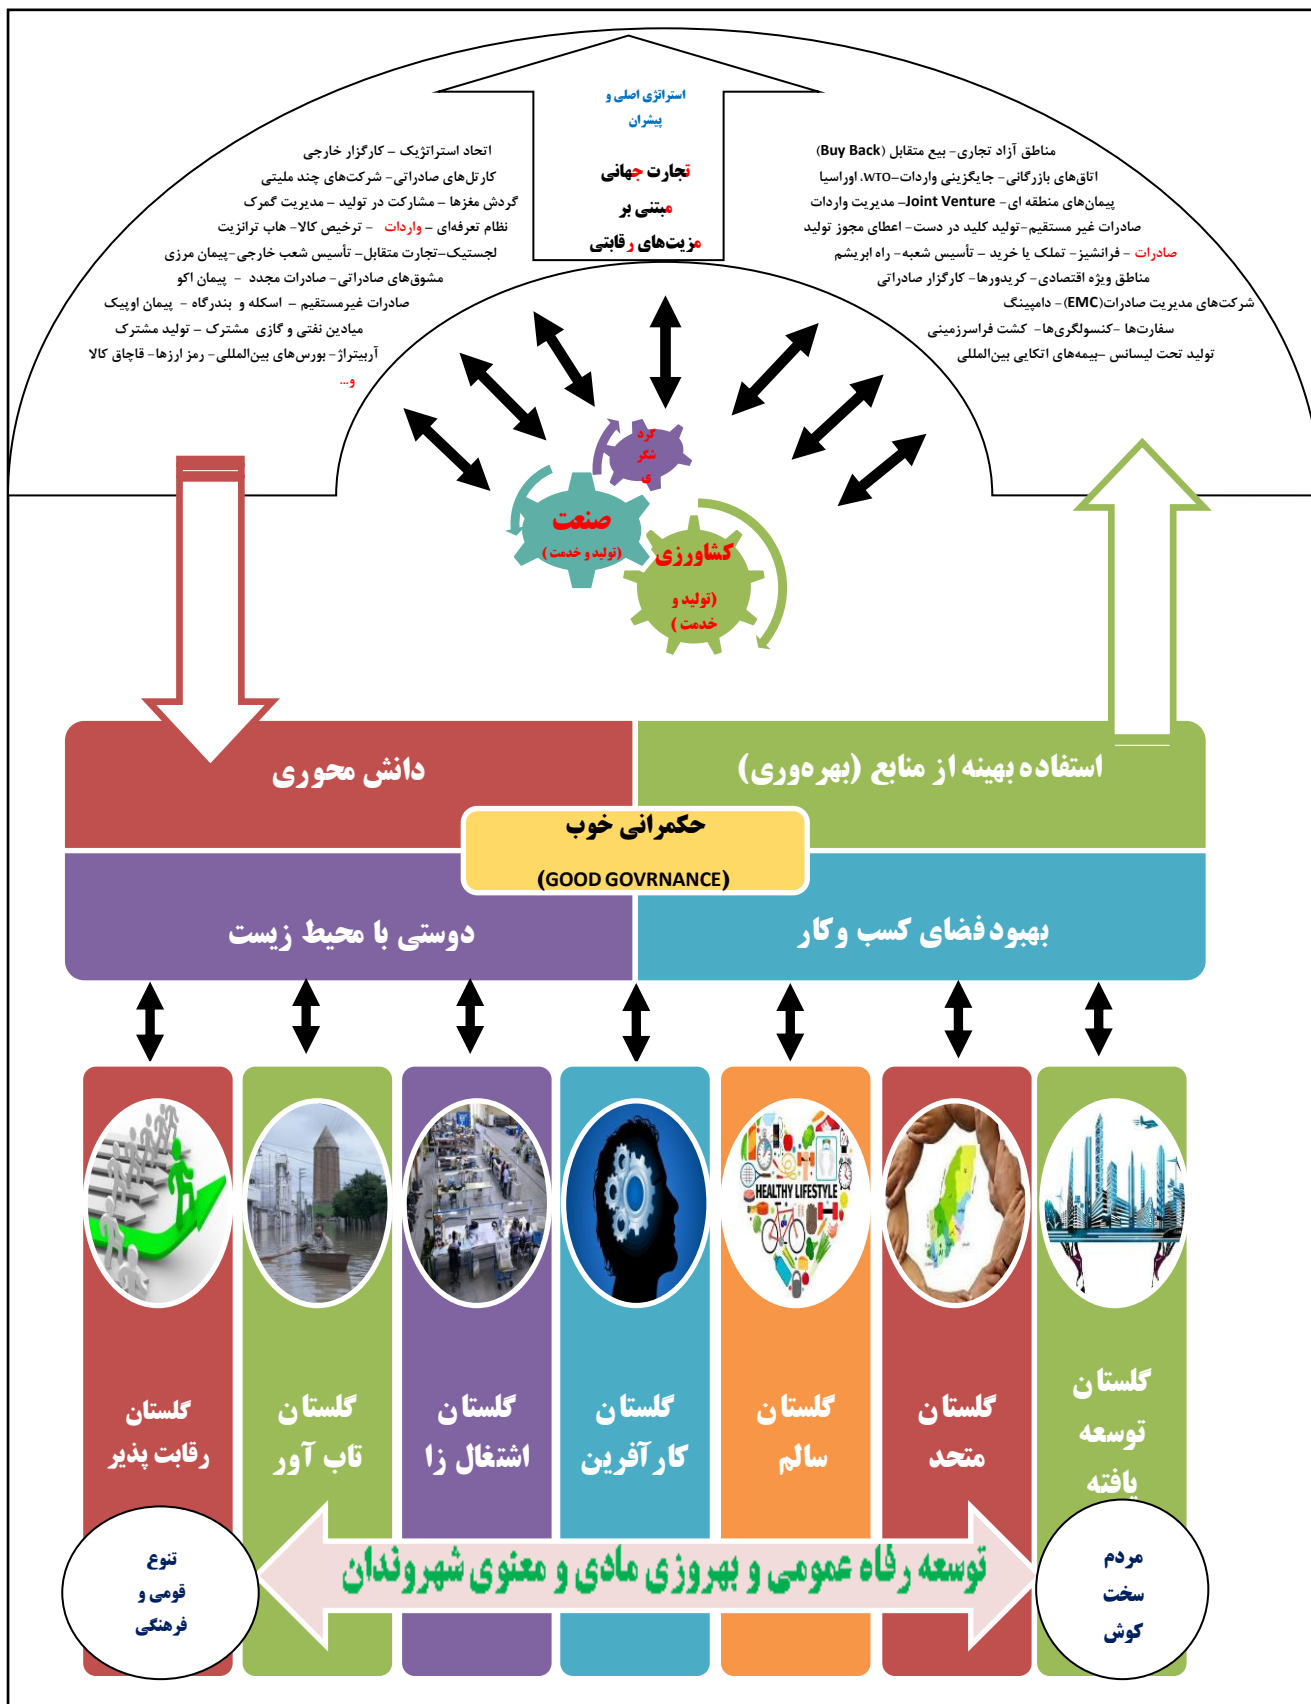 استراتژی اصلی و
پیشران
تجارت جهانی
مبتنی بر
مزیت‌های رقابتی
مناطق آزاد تجاری- بیع متقابل (Buy Back)
اتاق‌های بازرگانی- جایگزینی واردات–WTO، اوراسیا
پیمان‌های منطقه ای- Joint Venture- مدیریت واردات
صادرات غیر مستقیم-تولید کلید در دست- اعطای مجوز تولید
صادرات - فرانشیز- تملک یا خرید - تأسیس شعبه- راه ابریشم
مناطق ویژه اقتصادی- کریدورها- کارگزار صادراتی
شرکت‌های مدیریت صادرات(EMC)- دامپینگ
سفارت‌ها -کنسولگری‌ها- کشت فراسرزمینی
تولید تحت لیسانس -بیمه‌های اتکایی بین‌المللی
اتحاد استراتژیک – کارگزار خارجی
کارتل‌های صادراتی- شرکت‌های چند ملیتی
گردش مغزها – مشارکت در تولید – مدیریت گمرک
نظام تعرفه‌ای – واردات - ترخیص کالا- هاب ترانزیت
لجستیک–تجارت متقابل- تأسیس شعب خارجی-پیمان مرزی
مشوق‌های صادراتی- صادرات مجدد - پیمان اکو
صادرات غیرمستقیم - اسکله و بندرگاه - پیمان اوپیک
میادین نفتی و گازی مشترک – تولید مشترک
آربیتراژ- بورس‌های بین‌المللی- رمز ارزها- قاچاق کالا
و...
گرد
شگر
ی
صنعت
(تولید و خدمت )
کشاورزی
(تولید و
خدمت )
استفاده بهینه از منابع (بهره‌وری)
دانش محوری
حکمرانی خوب
(GOOD GOVRNANCE)
بهبود فضای کسب و کار
دوستی با محیط زیست
HEALTHY LIFESTYLE
گلستان
توسعه
یافته
گلستان
متحد
گلستان
سالم
گلستان
کارآفرین
گلستان
اشتغال زا
گلستان
تاب آور
گلستان
رقابت پذیر
مردم
سخت
کوش
توسعه رفاه عمومی و بهروزی مادی و معنوی شهروندان
تنوع
قومی و
فرهنگی